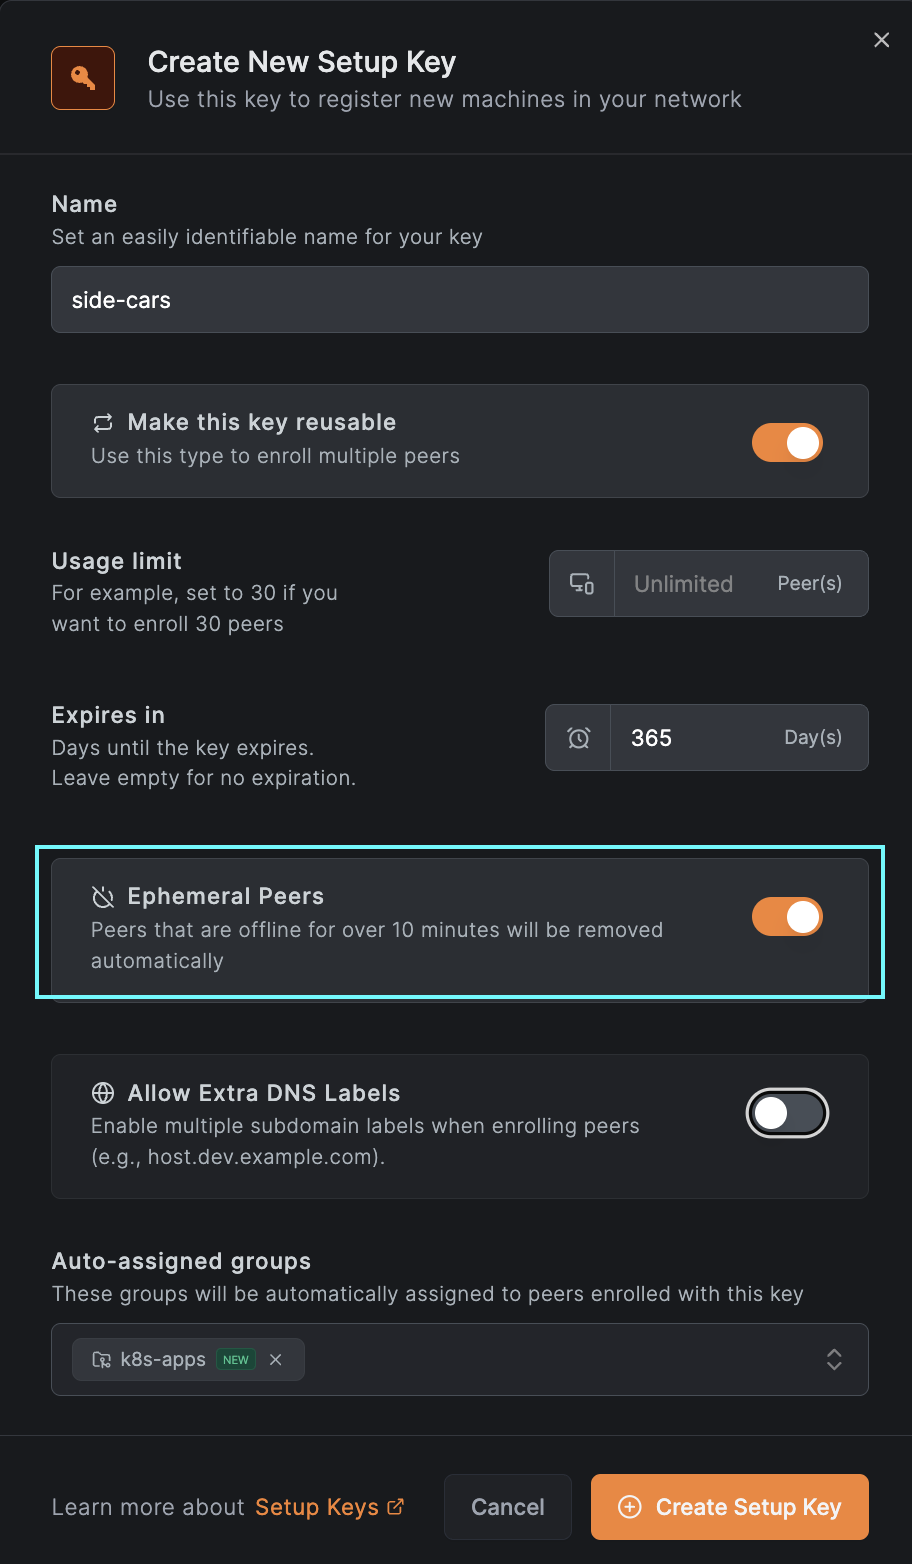 Create New Setup Key
Use this key to register new machines in your network
Name
Set an easily identifiable name for your key
side-cars
Make this key reusable
Use this type to enroll multiple peers
Usage limit
For example, set to 30 if you
want to enroll 30 peers
Unlimited Peer(s)
Expires in
Days until the key expires.
Leave empty for no expiration.
365 Day(s)
Ephemeral Peers
Peers that are offline for over 10 minutes will be removed
automatically
Allow Extra DNS Labels
Enable multiple subdomain labels when enrolling peers
(e.g., host.dev.example.com).
Auto-assigned groups
These groups will be automatically assigned to peers enrolled with this key
k8s-apps NEW
Learn more about Setup Keys
Cancel
Create Setup Key